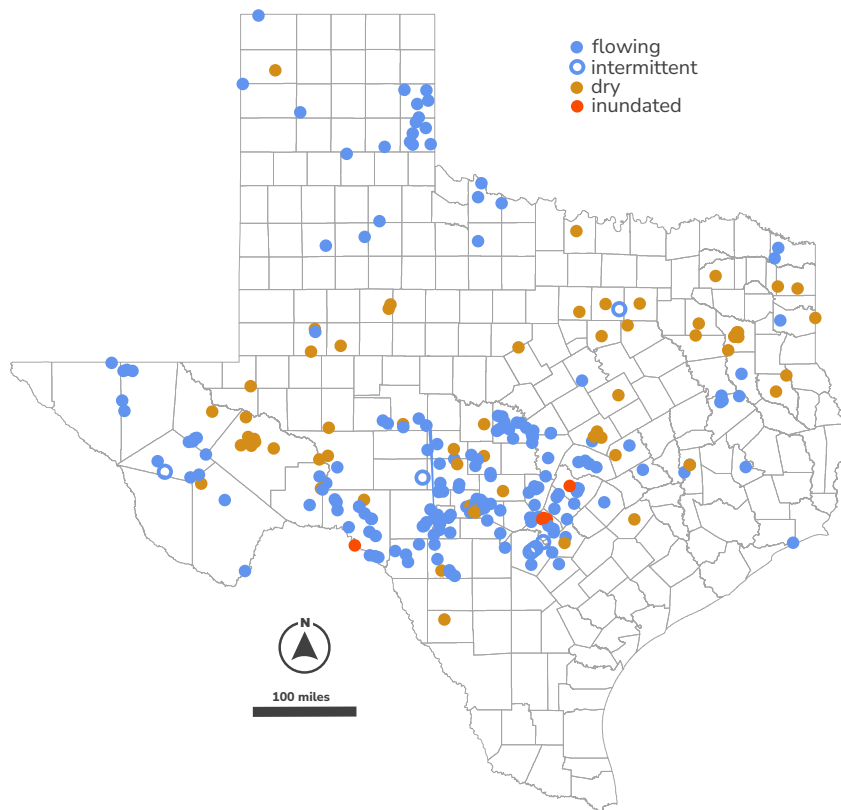 flowing
intermittent
dry
inundated
N
100 miles